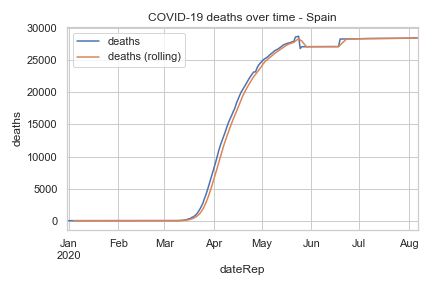 COVID-19 deaths over time - Spain
deaths
deaths (rolling)
30000
25000
20000
15000
10000
5000
0
deaths
Jan Feb Mar Apr May Jun Jul Aug
2020
dateRep